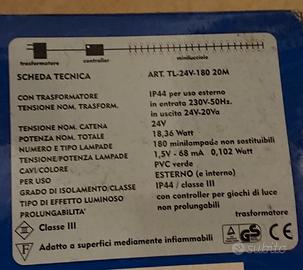 trasformatore
controller
minilucciole
SCHEDA TECNICA
ART. TL-24V-180 20M
CON TRASFORMATORE
IP44 per uso esterno
TENSIONE NOM. TRASFORM.
in entrata 230V-50Hz.
in uscita 24V-20Va
TENSIONE NOM. CATENA
24V
POTENZA NOM. TOTALE
18,36 Watt
NUMERO E TIPO LAMPADE
180 minilampade non sostituibili
TENSIONE/POTENZA LAMPADE
1,5V - 68 mA 0,102 Watt
CAVI/COLORE
PVC verde
PER USO
ESTERNO (e interno)
GRADO DI ISOLAMENTO/CLASSE
IP44 / classe III
TIPO DI EFFETTO LUMINOSO
con controller per giochi di luce
PROLUNGABILITA'
non prolungabili
trasformatore
III
Classe III
F
Adatto a superfici mediamente infiammabili
GS
CE
subito